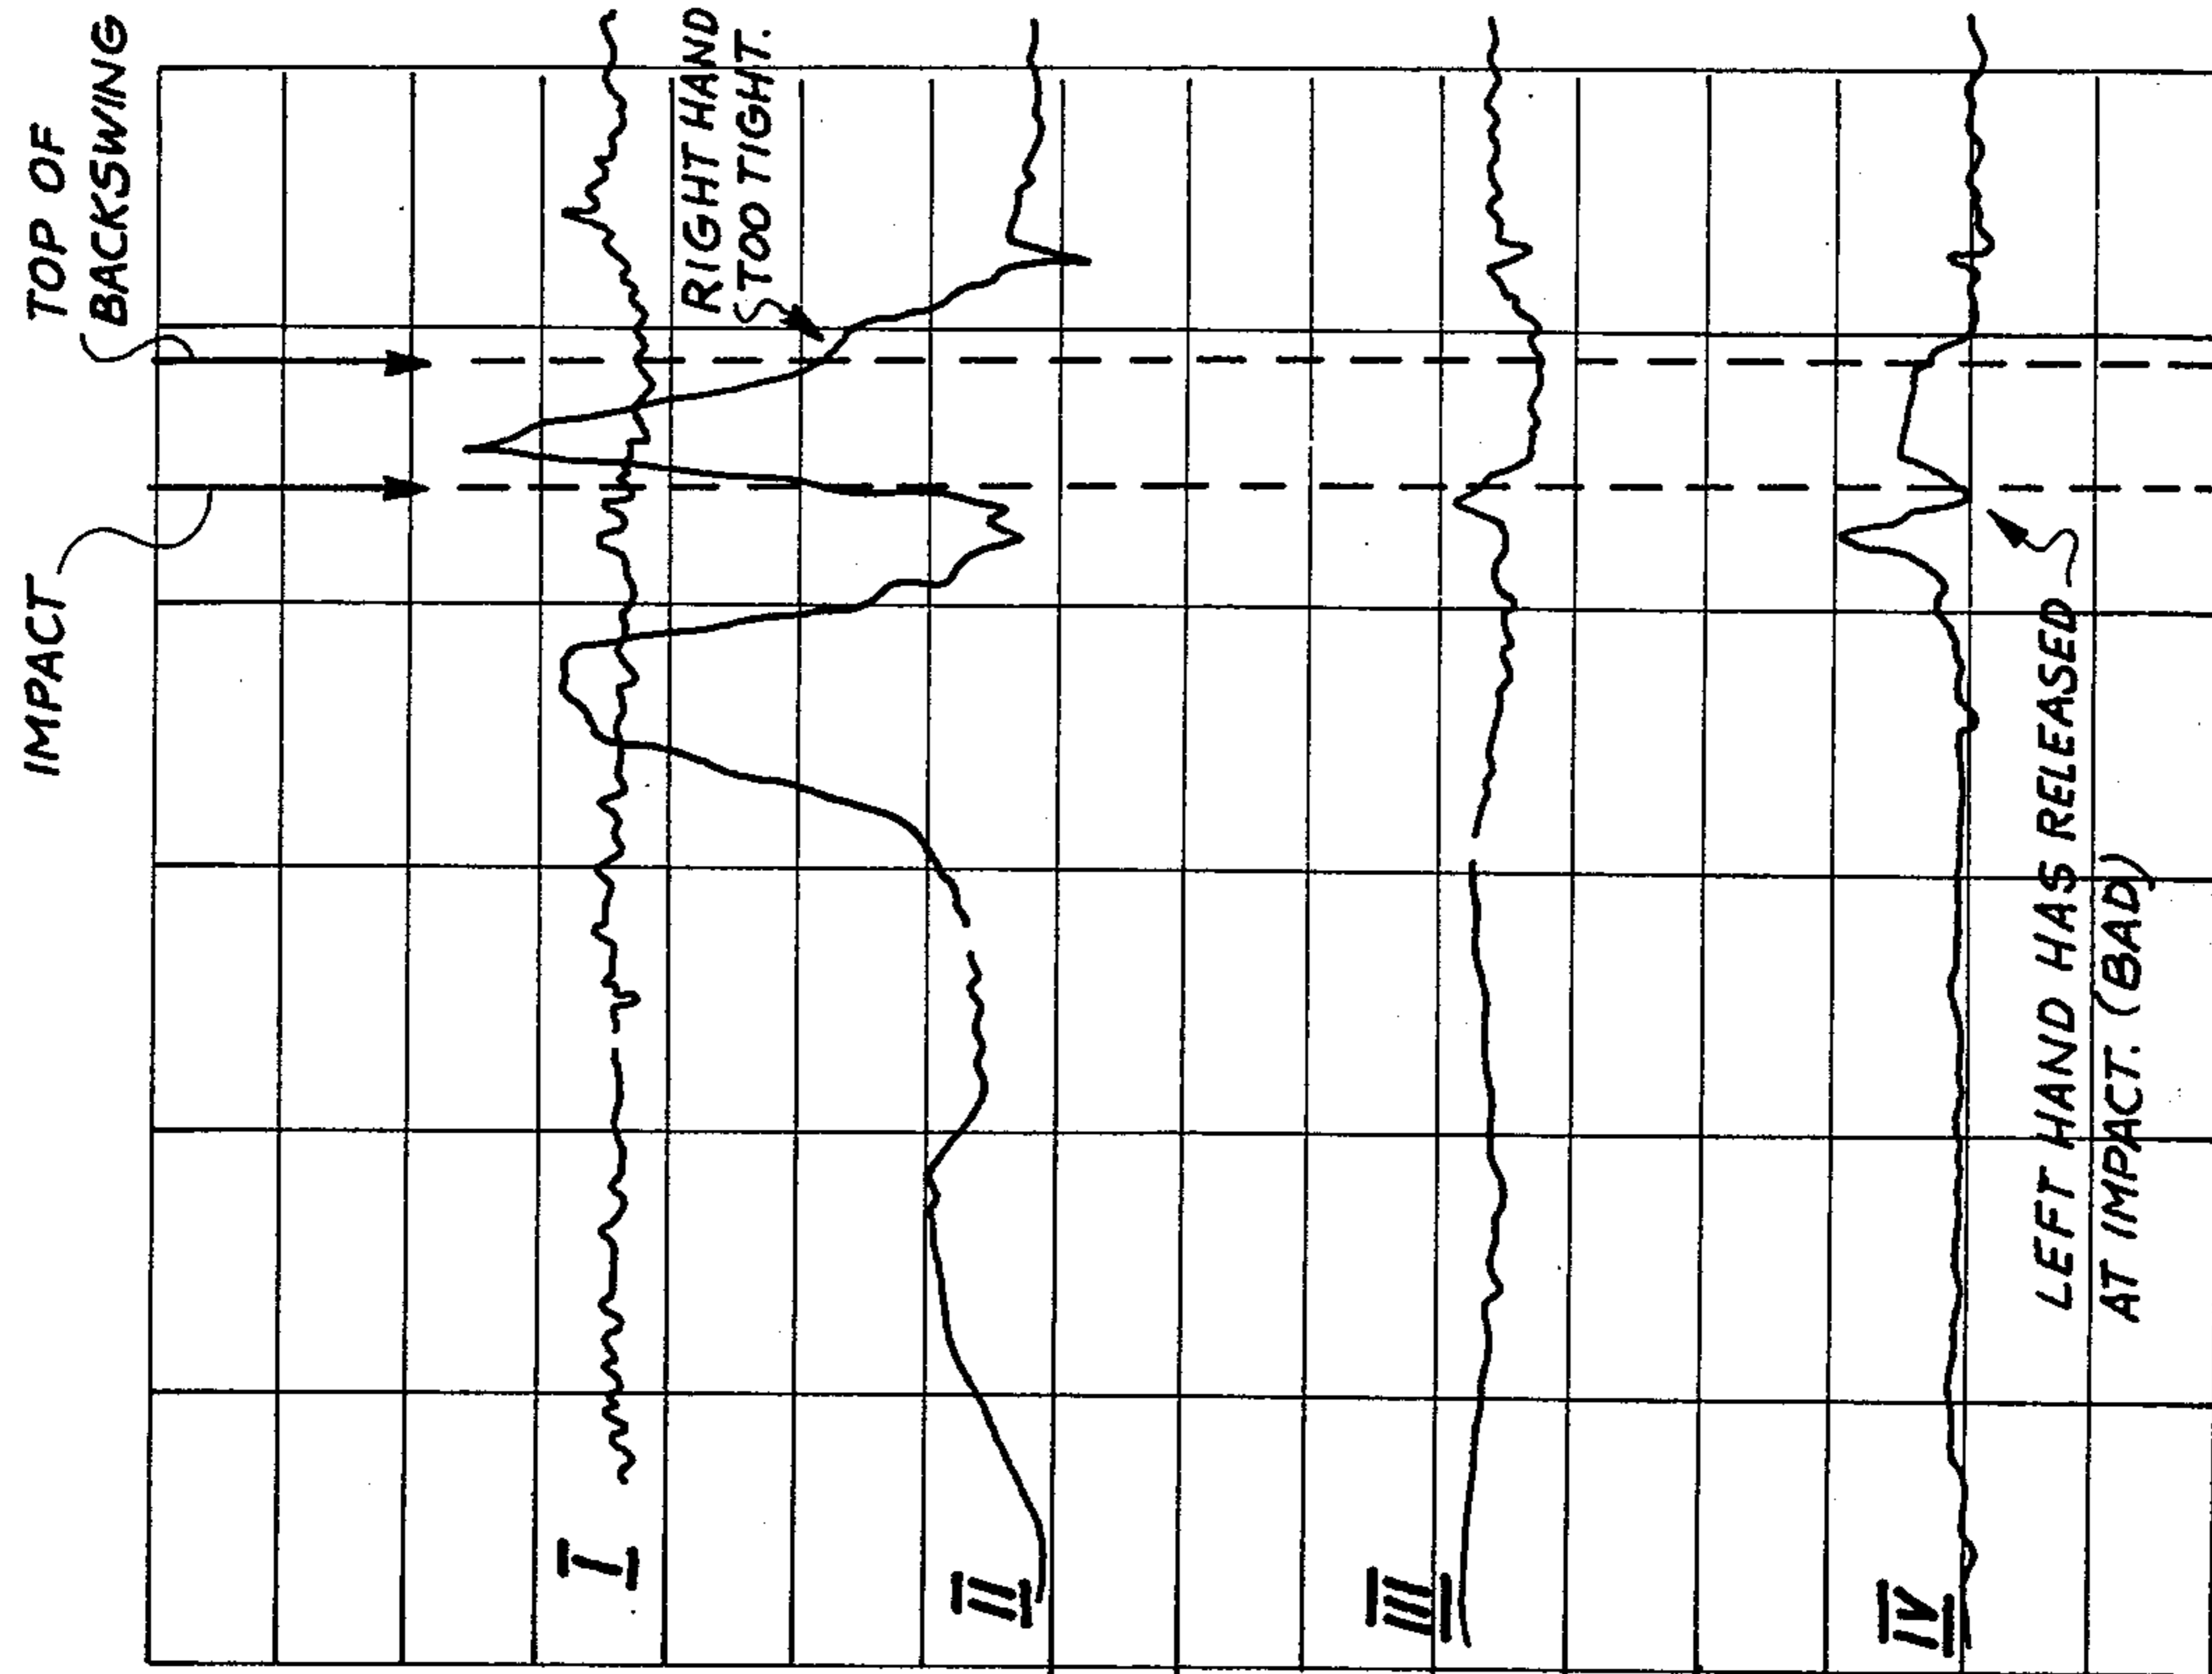 TOP OF
BACKSWING
IMPACT
RIGHT HAND
TOO TIGHT.
I
II
III
IV
LEFT HAND HAS RELEASED
AT IMPACT. (BAD)